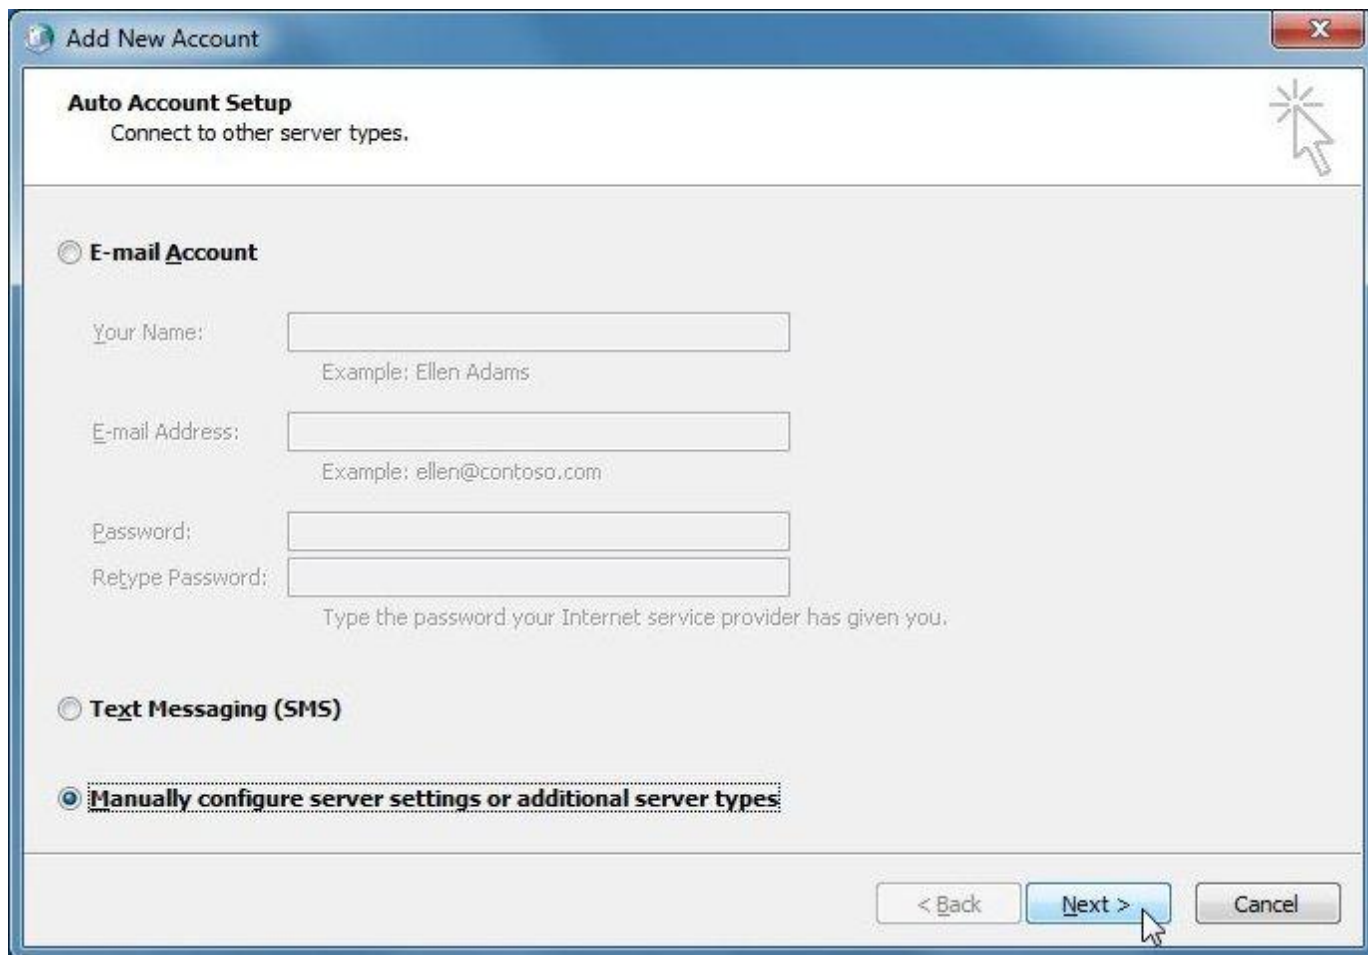 Add New Account
Auto Account Setup
Connect to other server types.
E-mail Account
Your Name:
Example: Ellen Adams
E-mail Address:
Example: ellen@contoso.com
Password:
Retype Password:
Type the password your Internet service provider has given you.
Text Messaging (SMS)
Manually configure server settings or additional server types
< Back Next > Cancel